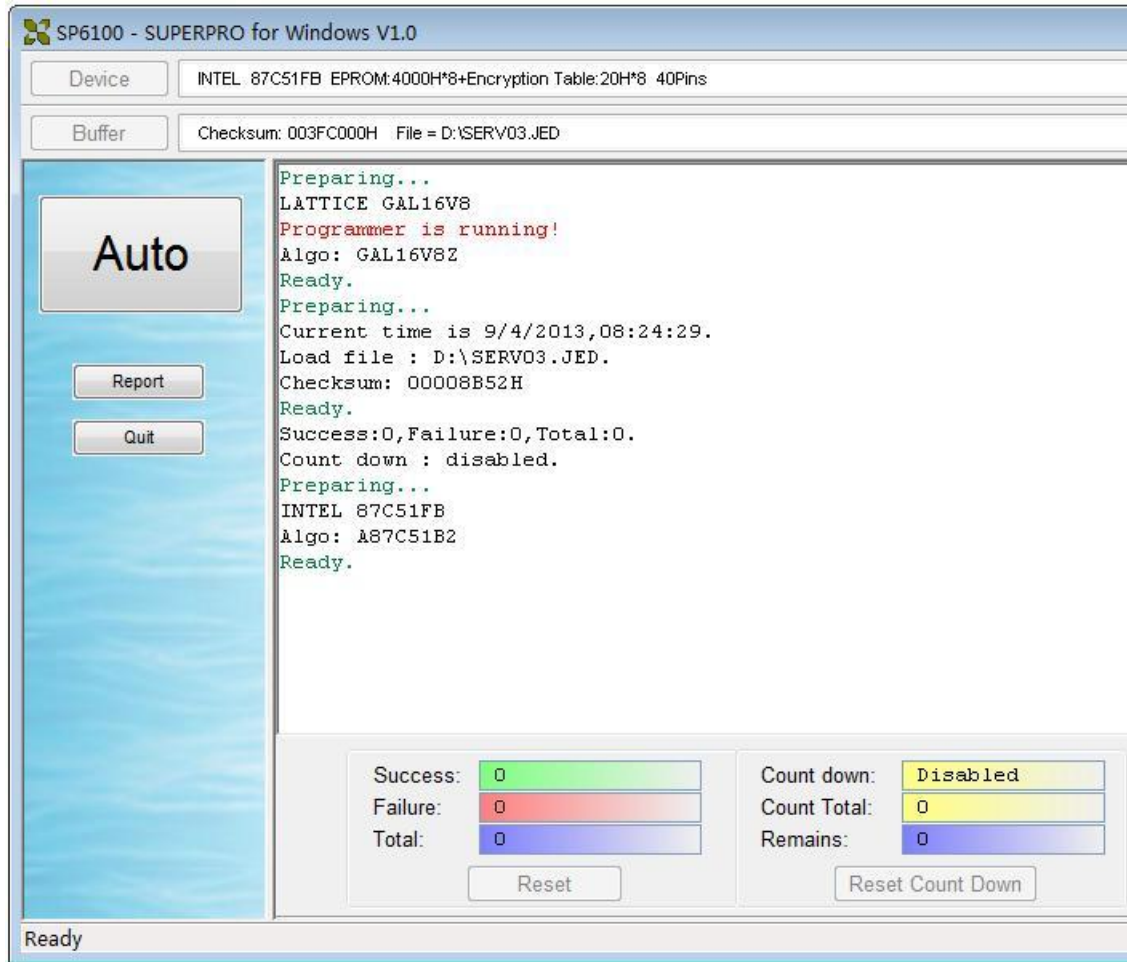 SP6100 - SUPERPRO for Windows V1.0
Device INTEL 87C51FB EPROM:4000H*8+Encryption Table:20H*8 40Pins
Buffer Checksum: 003FC000H File = D:\SERV03.JED
Auto
Report
Quit
Preparing...
LATTICE GAL16V8
Programmer is running!
Algo: GAL16V8Z
Ready.
Preparing...
Current time is 9/4/2013,08:24:29.
Load file : D:\SERV03.JED.
Checksum: 00008B52H
Ready.
Success:0,Failure:0,Total:0.
Count down : disabled.
Preparing...
INTEL 87C51FB
Algo: A87C51B2
Ready.
Success: 0
Failure: 0
Total: 0
Reset
Count down: Disabled
Count Total: 0
Remains: 0
Reset Count Down
Ready